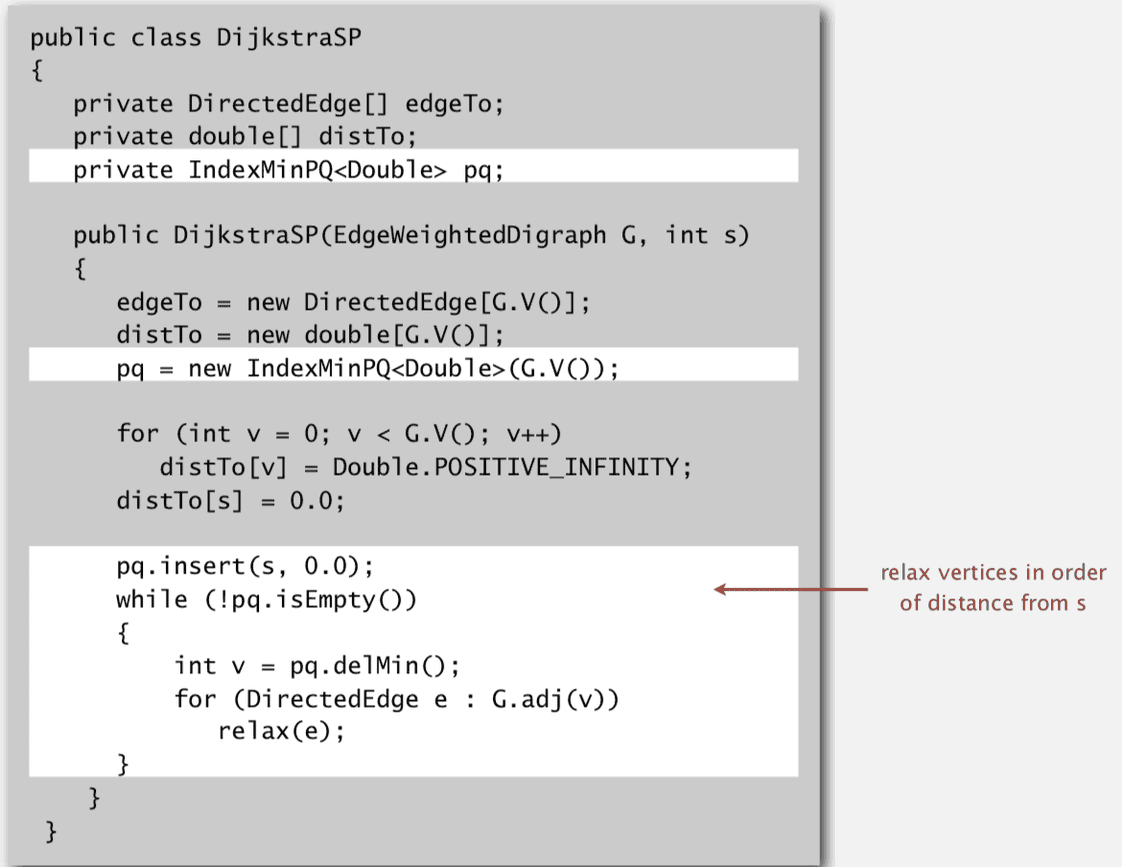 public class DijkstraSP
{
private DirectedEdge[] edgeTo;
private double[] distTo;
private IndexMinPQ<Double> pq;
public DijkstraSP(EdgeWeightedDigraph G, int s)
{
edgeTo = new DirectedEdge[G.V()];
distTo = new double[G.V()];
pq = new IndexMinPQ<Double>(G.V());
for (int v = 0; v < G.V(); v++)
distTo[v] = Double.POSITIVE_INFINITY;
distTo[s] = 0.0;
pq.insert(s, 0.0);
while (!pq.isEmpty())
{
int v = pq.delMin();
for (DirectedEdge e : G.adj(v))
relax(e);
}
}
}
relax vertices in order
of distance from s